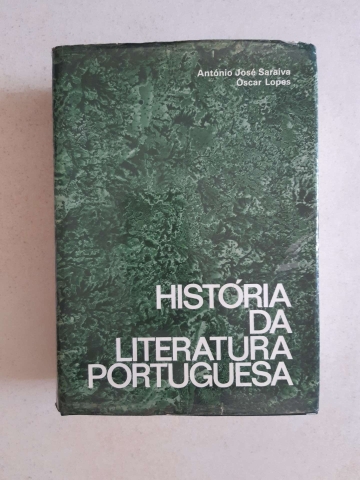 António José Saraiva
Óscar Lopes
HISTÓRIA
DA
LITERATURA
PORTUGUESA